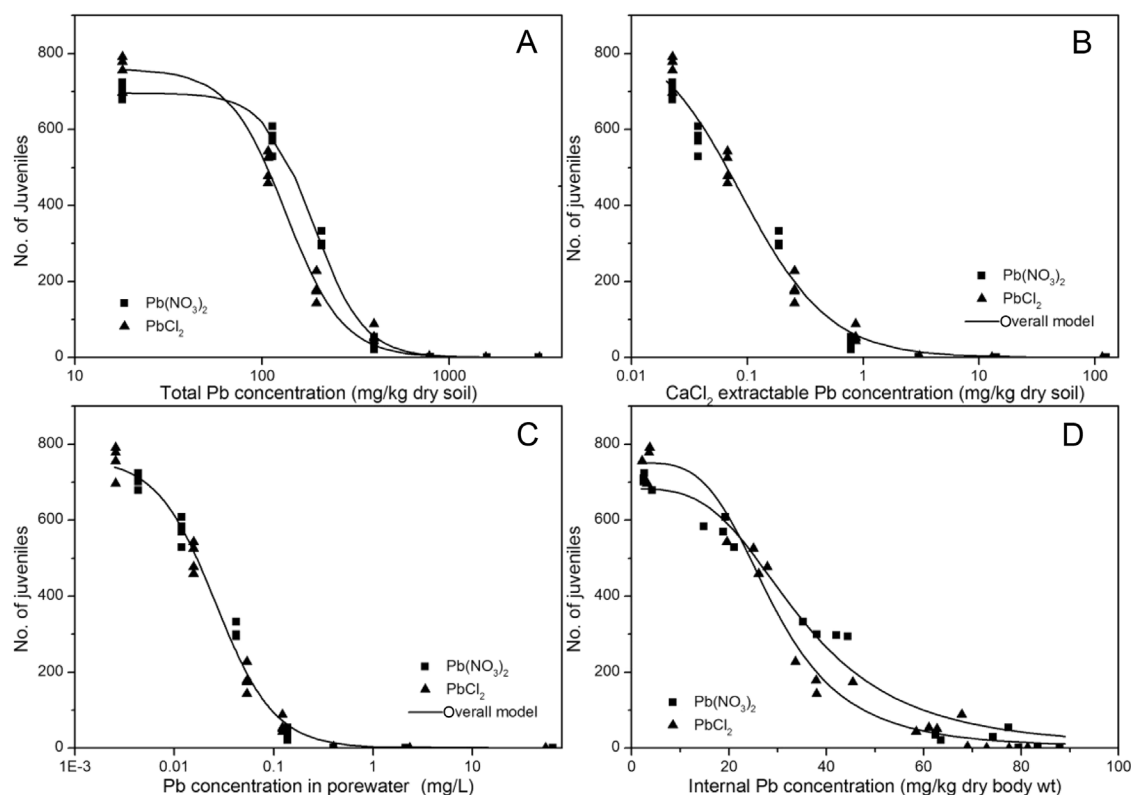 A
800
600
400
200
0
No. of Juveniles
Pb(NO₃)₂
PbCl₂
10
100
1000
Total Pb concentration (mg/kg dry soil)
B
800
600
400
200
0
No. of juveniles
Pb(NO₃)₂
PbCl₂
Overall model
0.01
0.1
1
10
100
CaCl₂ extractable Pb concentration (mg/kg dry soil)
C
800
600
400
200
0
No. of juveniles
Pb(NO₃)₂
PbCl₂
Overall model
1E-3
0.01
0.1
1
10
Pb concentration in porewater (mg/L)
D
800
600
400
200
0
No. of juveniles
Pb(NO₃)₂
PbCl₂
0
20
40
60
80
100
Internal Pb concentration (mg/kg dry body wt)